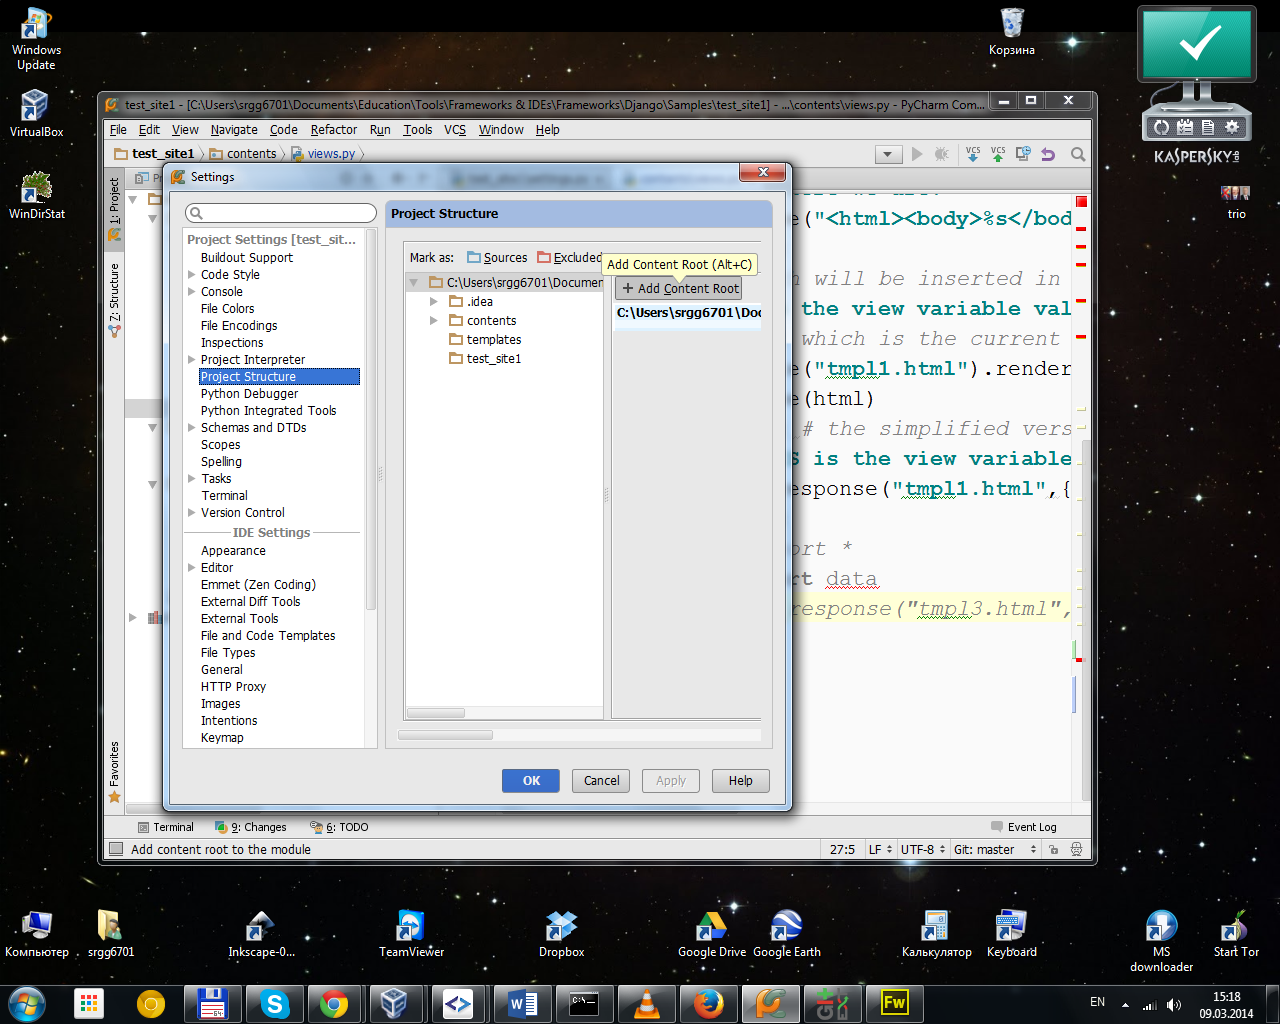 Windows
Update
VirtualBox
WinDirStat
Корзина
KASPERSKY
trio
test_site1 - [C:\Users\srgg6701\Documents\Education\Tools\Frameworks & IDEs\Frameworks\Django\Samples\test_site1] - ...\contents\views.py - PyCharm Com...
File Edit View Navigate Code Refactor Run Tools VCS Window Help
test_site1 contents views.py
VCS VCS
1: Project
7: Structure
Favorites
Settings
Project Settings [test_sit...
Buildout Support
Code Style
Console
File Colors
File Encodings
Inspections
Project Interpreter
Project Structure
Python Debugger
Python Integrated Tools
Schemas and DTDs
Scopes
Spelling
Tasks
Terminal
Version Control
IDE Settings
Appearance
Editor
Emmet (Zen Coding)
External Diff Tools
External Tools
File and Code Templates
File Types
General
HTTP Proxy
Images
Intentions
Keymap
Project Structure
Mark as: Sources Excluded
C:\Users\srgg6701\Documen
.idea
contents
templates
test_site1
Add Content Root (Alt+C)
+ Add Content Root
C:\Users\srgg6701\Doc
OK Cancel Apply Help
e("<html><body>%s</bod
n will be inserted in
the view variable val
which is the current
e("tmpl1.html").render
e(html)
# the simplified vers
S is the view variable
esponse("tmpl1.html",{
ort *
rt data
response("tmpl3.html",
Terminal 9: Changes 6: TODO Event Log
Add content root to the module 27:5 LF UTF-8 Git: master
Компьютер
srgg6701
Inkscape-0...
TeamViewer
Dropbox
Google Drive
Google Earth
Калькулятор
Keyboard
MS
downloader
Start Tor
64
C:\
Fw
EN
15:18
09.03.2014